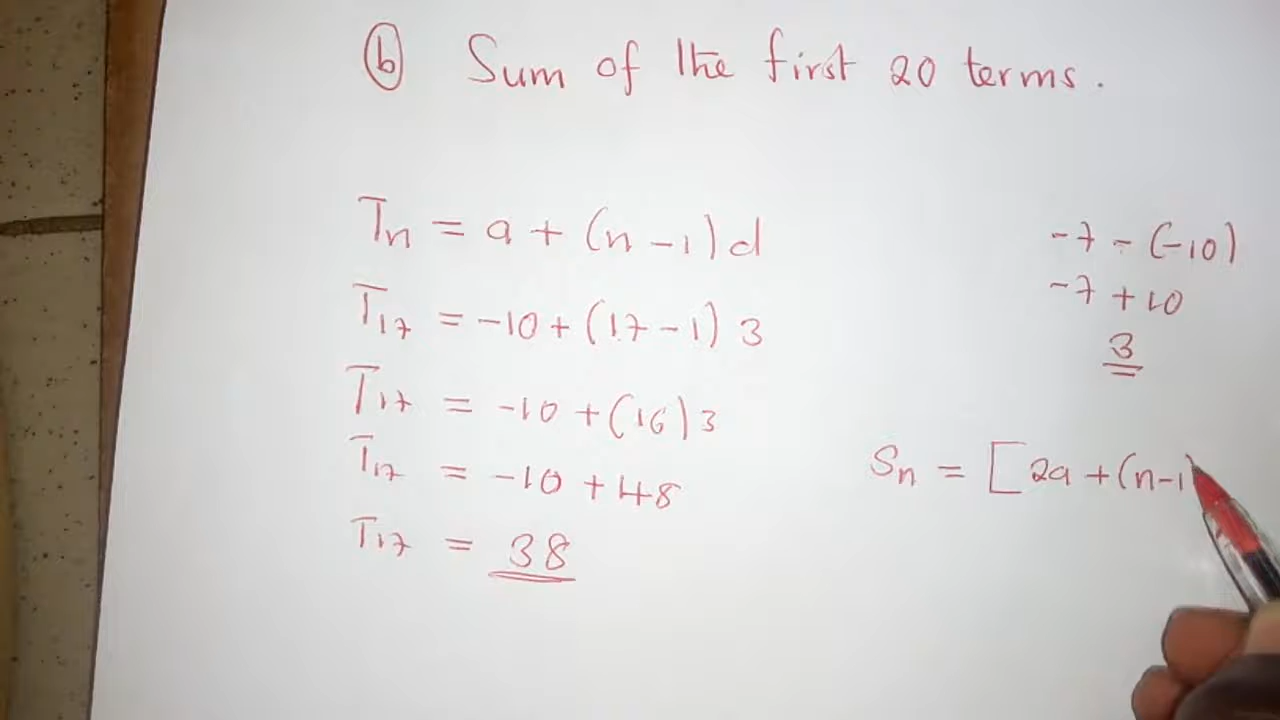 (b) Sum of the first 20 terms.
Tn = a + (n - 1) d
T17 = -10 + (17 - 1) 3
T17 = -10 + (16) 3
T17 = -10 + 48
T17 = 38
-7 - (-10)
-7 + 10
3
Sn = [ 2a + (n-1)